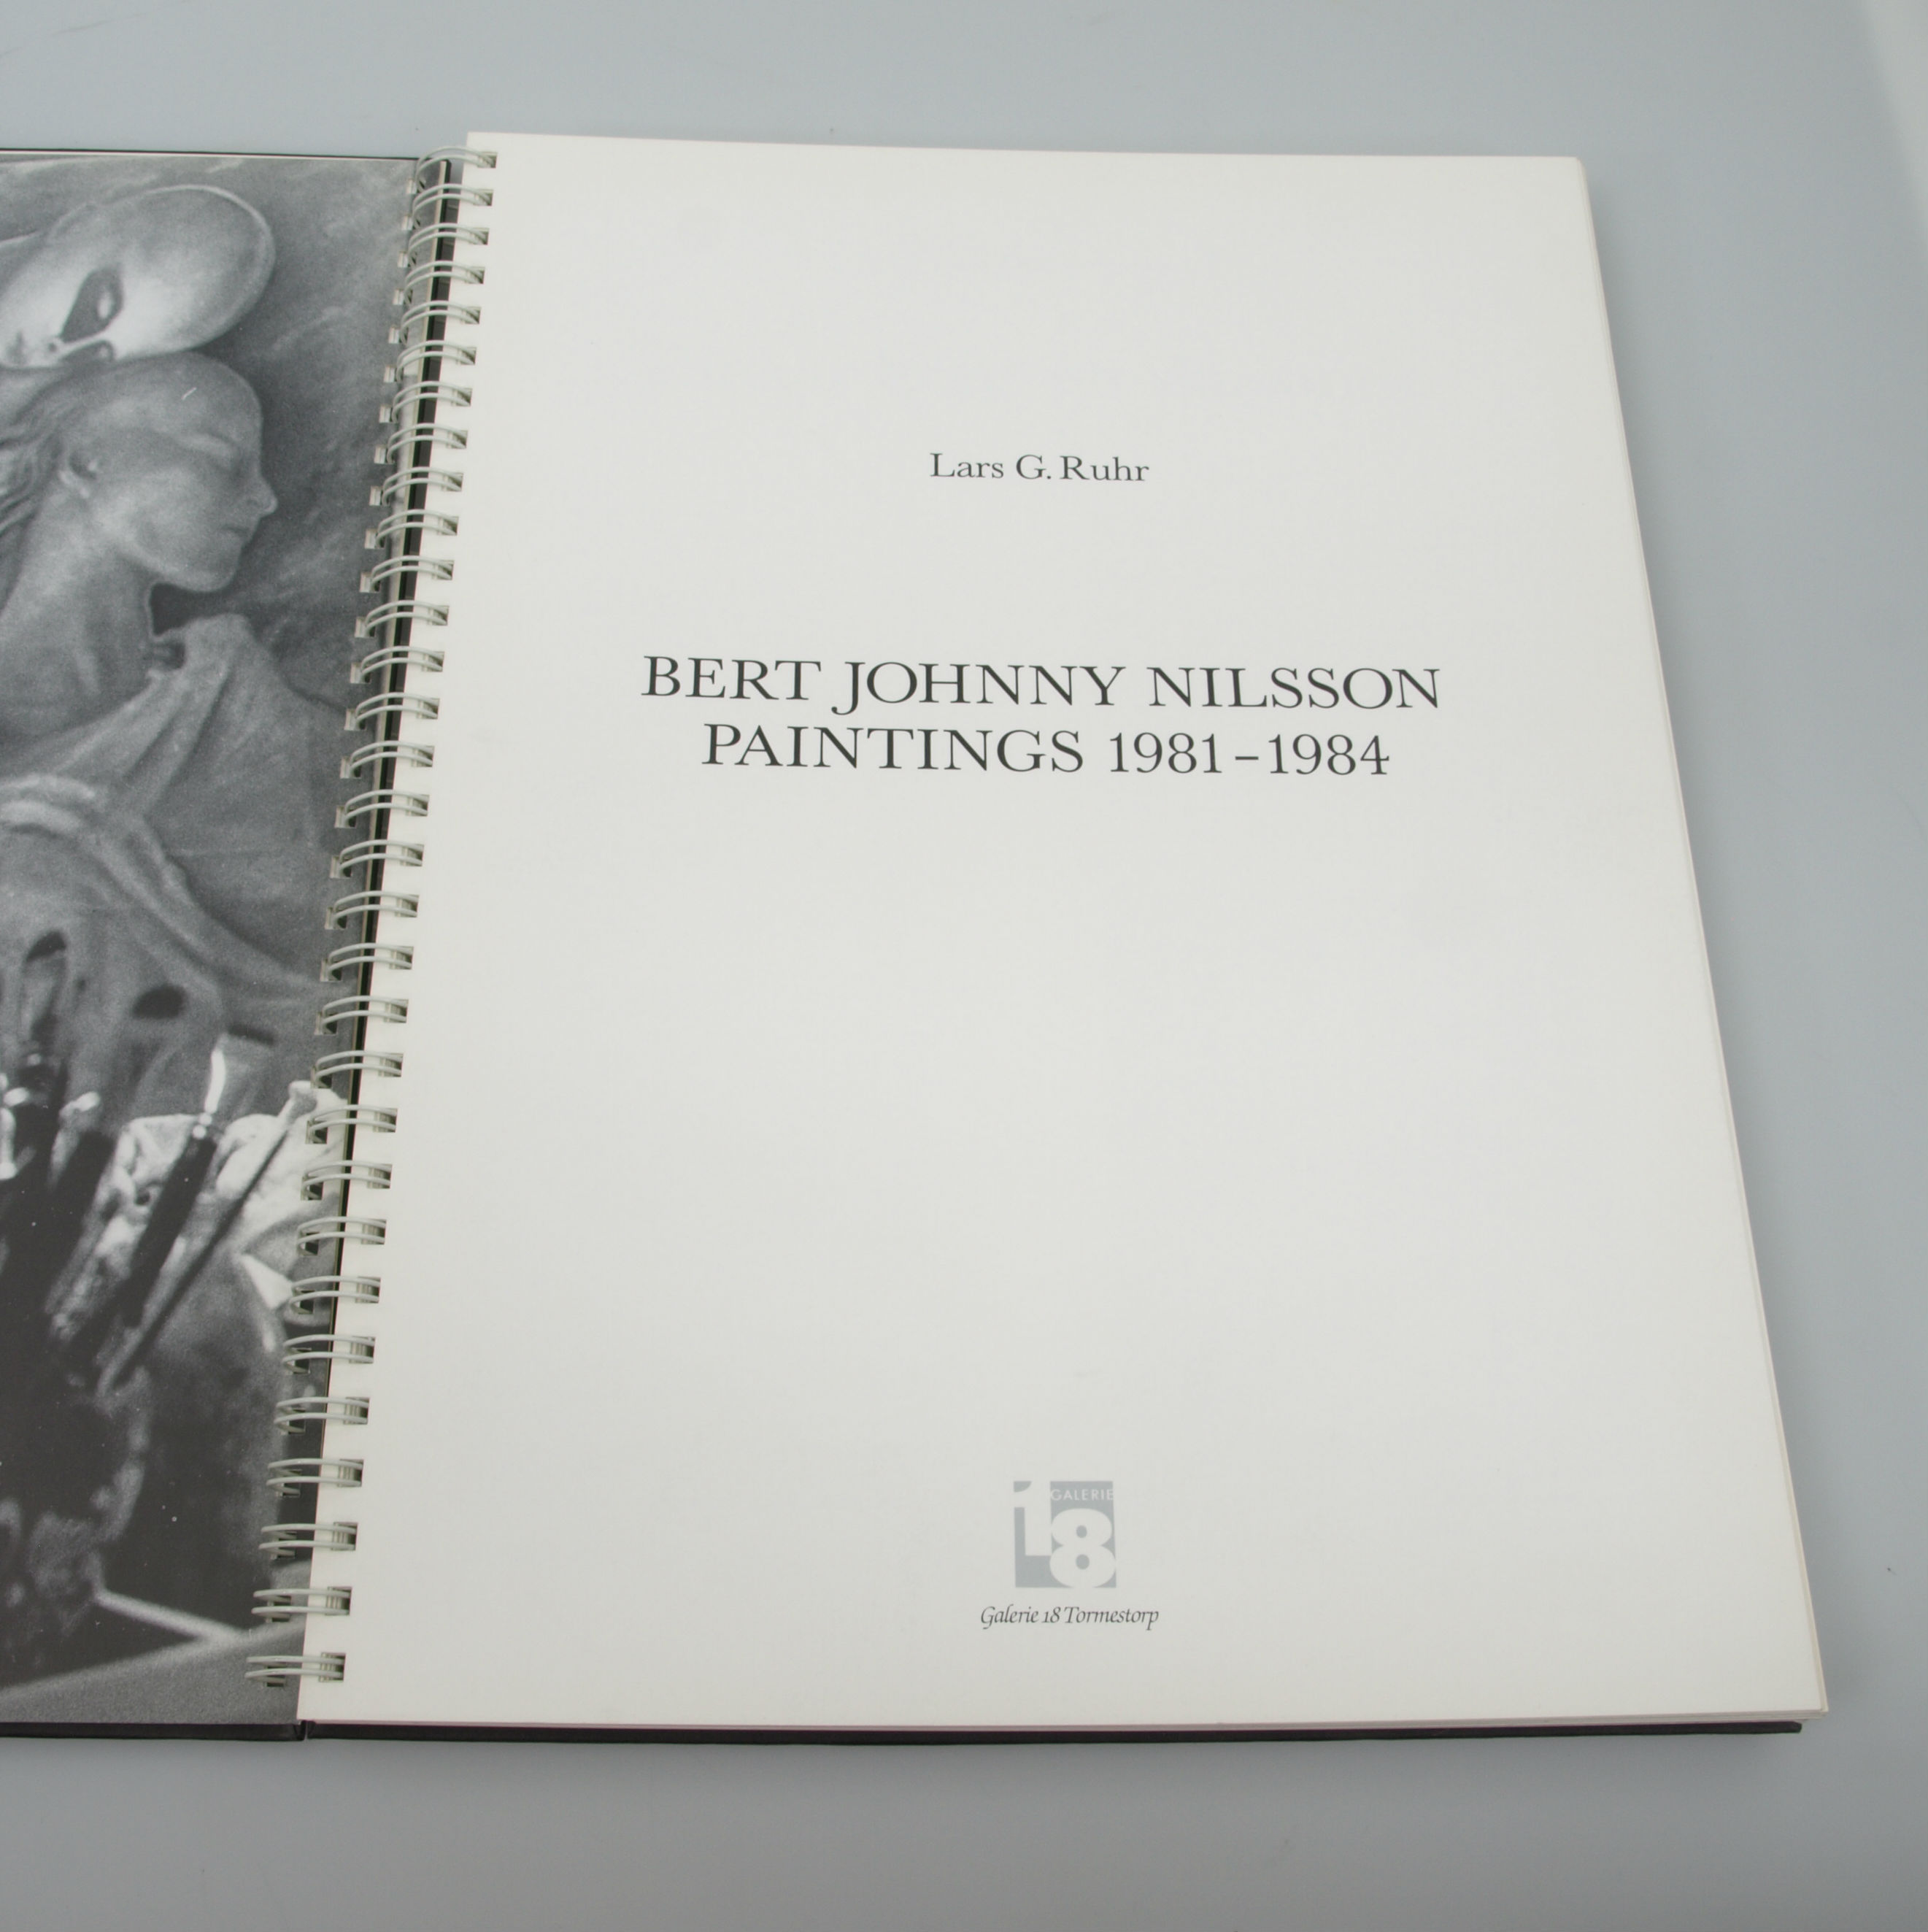 Lars G. Ruhr
BERT JOHNNY NILSSON
PAINTINGS 1981–1984
GALERIE
18
Galerie 18 Tormestorp